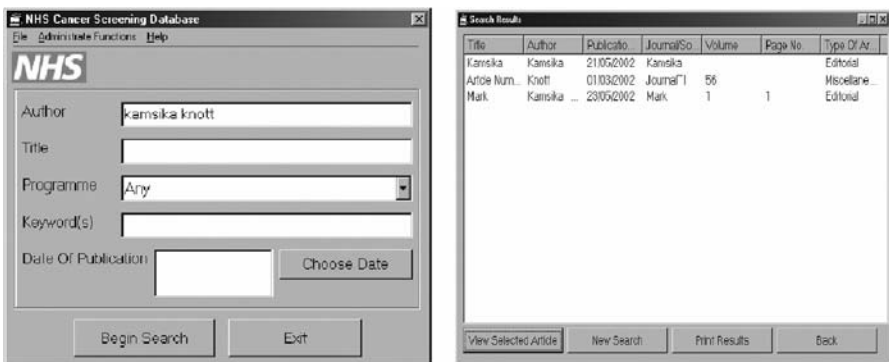 NHS Cancer Screening Database
File Administrate Functions Help
NHS
Author kamsika knott
Title
Programme Any
Keyword(s)
Date Of Publication Choose Date
Begin Search Exit
Search Results
Title Author Publicatio... Journal/So... Volume Page No. Type Of Ar...
Kamsika Kamsika 21/05/2002 Kamsika Editorial
Article Num... Knott 01/03/2002 56 Miscellane...
Mark Kamsika ... 23/05/2002 Mark 1 1 Editorial
View Selected Article New Search Print Results Back